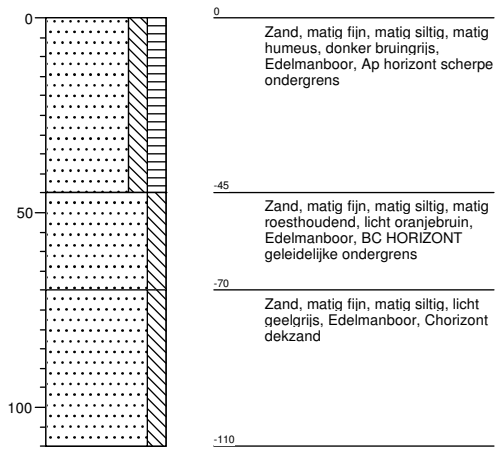 0
0
Zand, matig fijn, matig siltig, matig
humeus, donker bruingrijs,
Edelmanboor, Ap horizont scherpe
ondergrens
-45
50
Zand, matig fijn, matig siltig, matig
roesthoudend, licht oranjebruin,
Edelmanboor, BC HORIZONT
geleidelijke ondergrens
-70
Zand, matig fijn, matig siltig, licht
geelgrijs, Edelmanboor, Chorizont
dekzand
100
-110